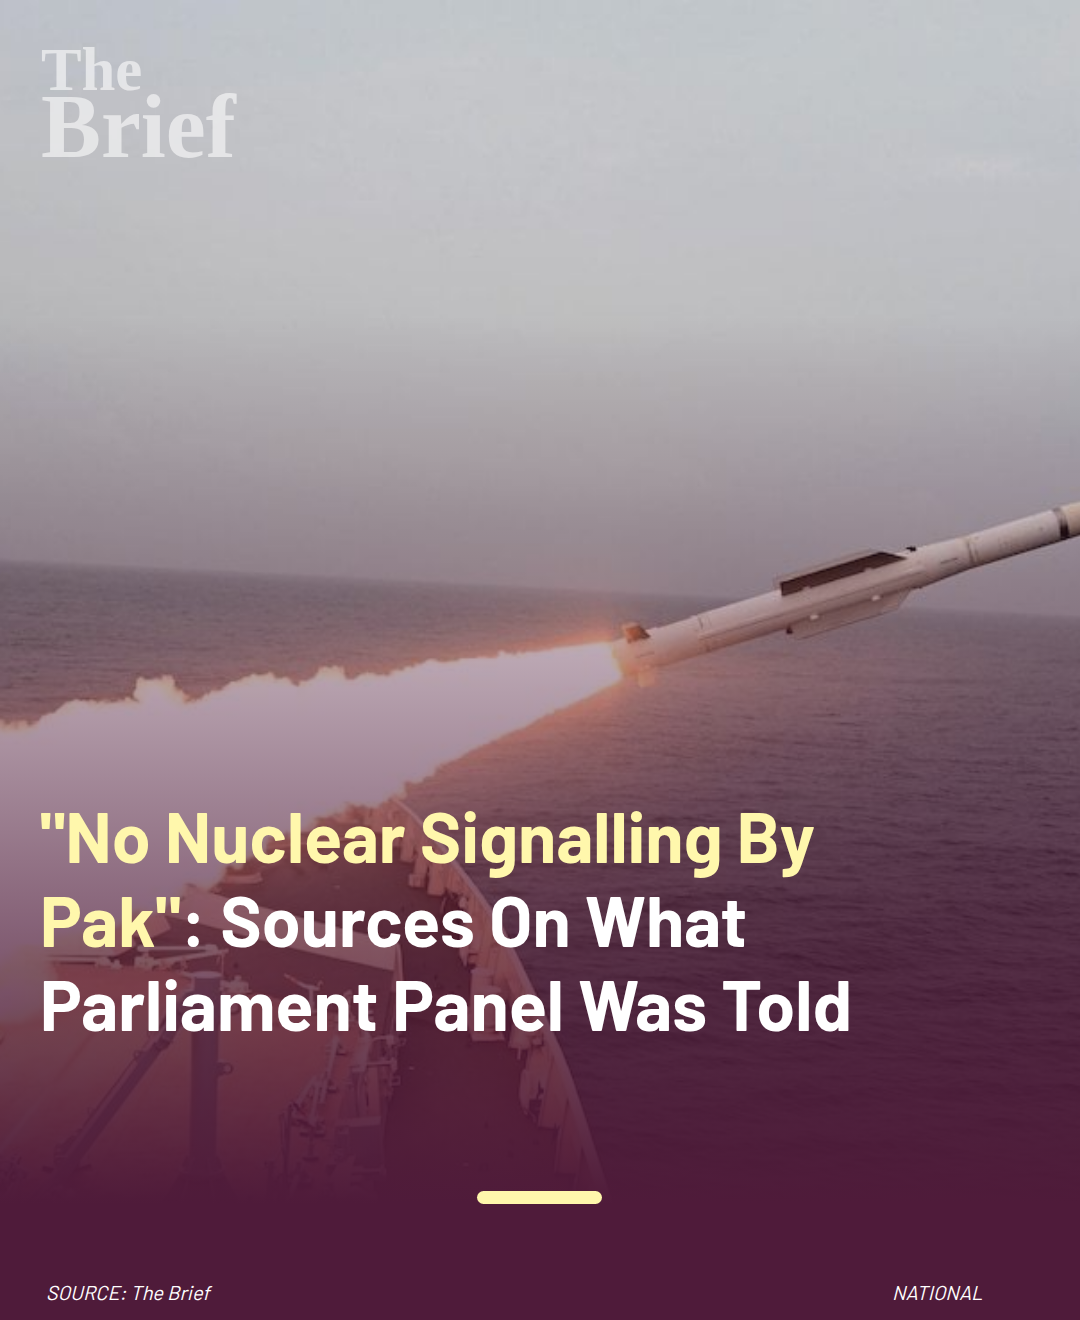 The
Brief
"No Nuclear Signalling By
Pak": Sources On What
Parliament Panel Was Told
SOURCE: The Brief
NATIONAL